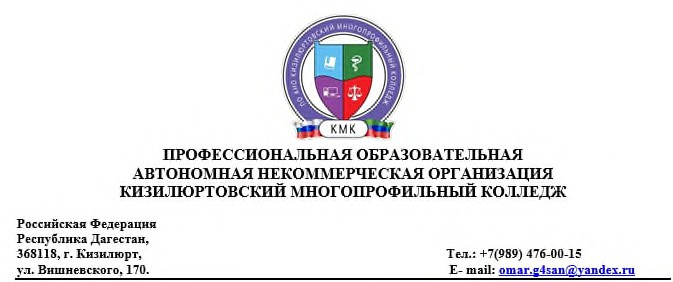 ПО АНО КИЗИЛЮРТОВСКИЙ МНОГОПРОФИЛЬНЫЙ КОЛЛЕДЖ
КМК
ПРОФЕССИОНАЛЬНАЯ ОБРАЗОВАТЕЛЬНАЯ
АВТОНОМНАЯ НЕКОММЕРЧЕСКАЯ ОРГАНИЗАЦИЯ
КИЗИЛЮРТОВСКИЙ МНОГОПРОФИЛЬНЫЙ КОЛЛЕДЖ
Российская Федерация
Республика Дагестан,
368118, г. Кизилюрт, Тел.: +7(989) 476-00-15
ул. Вишневского, 170. E- mail: omar.g4san@yandex.ru